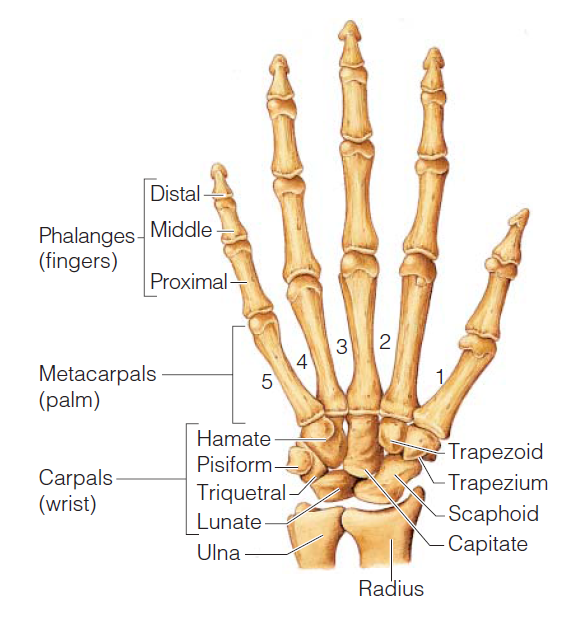 Distal
Phalanges
(fingers)
Middle
Proximal
3
2
4
1
5
Metacarpals
(palm)
Hamate
Pisiform
Triquetral
Lunate
Carpals
(wrist)
Ulna
Trapezoid
Trapezium
Scaphoid
Capitate
Radius